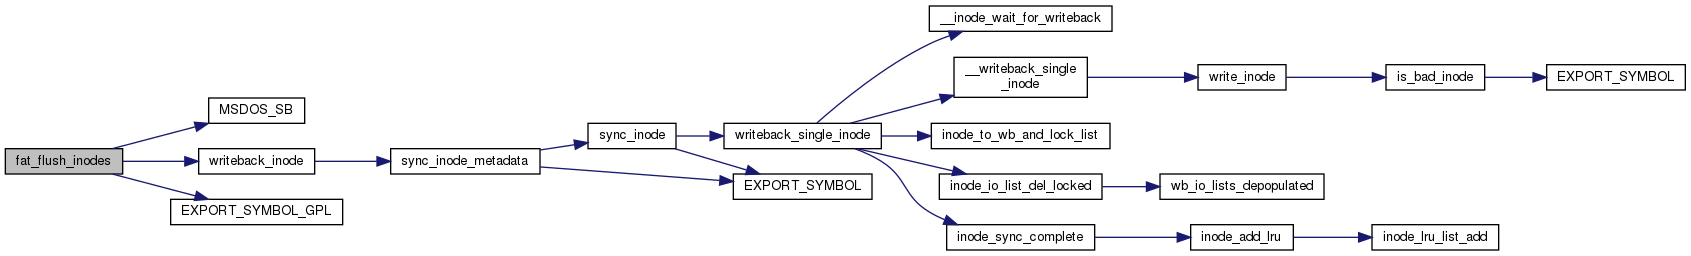 fat_flush_inodes
MSDOS_SB
writeback_inode
EXPORT_SYMBOL_GPL
sync_inode_metadata
sync_inode
EXPORT_SYMBOL
writeback_single_inode
__inode_wait_for_writeback
__writeback_single
_inode
inode_to_wb_and_lock_list
inode_io_list_del_locked
inode_sync_complete
write_inode
is_bad_inode
EXPORT_SYMBOL
wb_io_lists_depopulated
inode_add_lru
inode_lru_list_add